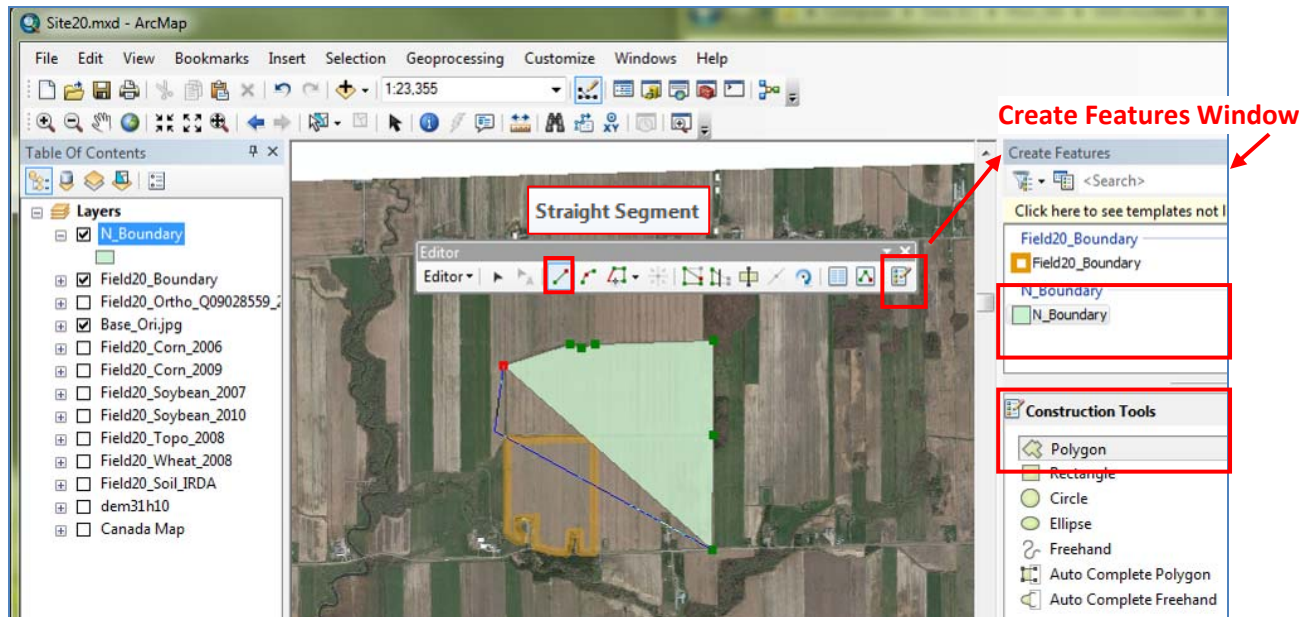 Site20.mxd - ArcMap
File Edit View Bookmarks Insert Selection Geoprocessing Customize Windows Help
1:23,355
Create Features Window
Table Of Contents
Create Features
<Search>
Layers
Straight Segment
Click here to see templates not l
N_Boundary
Field20_Boundary
Editor
Field20_Boundary
Editor
Field20_Boundary
N_Boundary
Field20_Ortho_Q09028559_2
N_Boundary
Base_Ori.jpg
Field20_Corn_2006
Field20_Corn_2009
Field20_Soybean_2007
Field20_Soybean_2010
Field20_Topo_2008
Field20_Wheat_2008
Field20_Soil_IRDA
dem31h10
Canada Map
Construction Tools
Polygon
Rectangle
Circle
Ellipse
Freehand
Auto Complete Polygon
Auto Complete Freehand